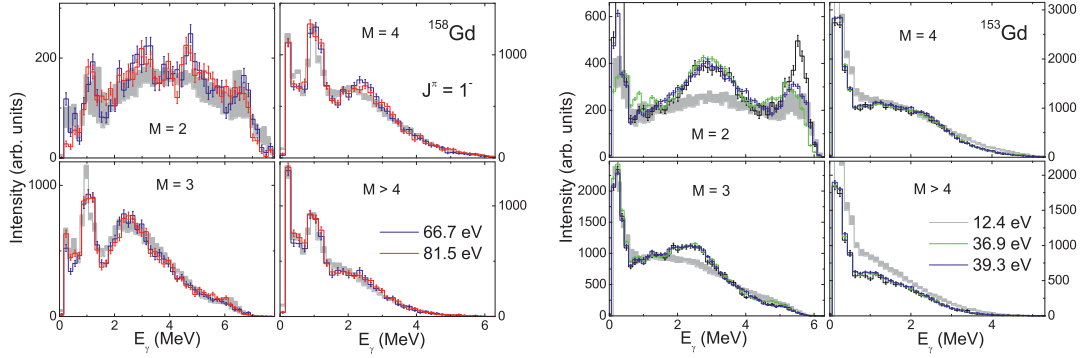 Intensity (arb. units)
200
0
M = 2
M = 4
¹⁵⁸Gd
Jπ = 1⁻
1000
0
1000
0
M = 3
M > 4
66.7 eV
81.5 eV
1000
0
0 2 4 6
0 2 4 6
Eγ (MeV)
Eγ (MeV)
Intensity (arb. units)
600
400
200
0
M = 2
M = 4
¹⁵³Gd
3000
2000
1000
0
2000
1500
1000
500
0
M = 3
M > 4
12.4 eV
36.9 eV
39.3 eV
2000
1500
1000
500
0
0 2 4 6
0 2 4
Eγ (MeV)
Eγ (MeV)